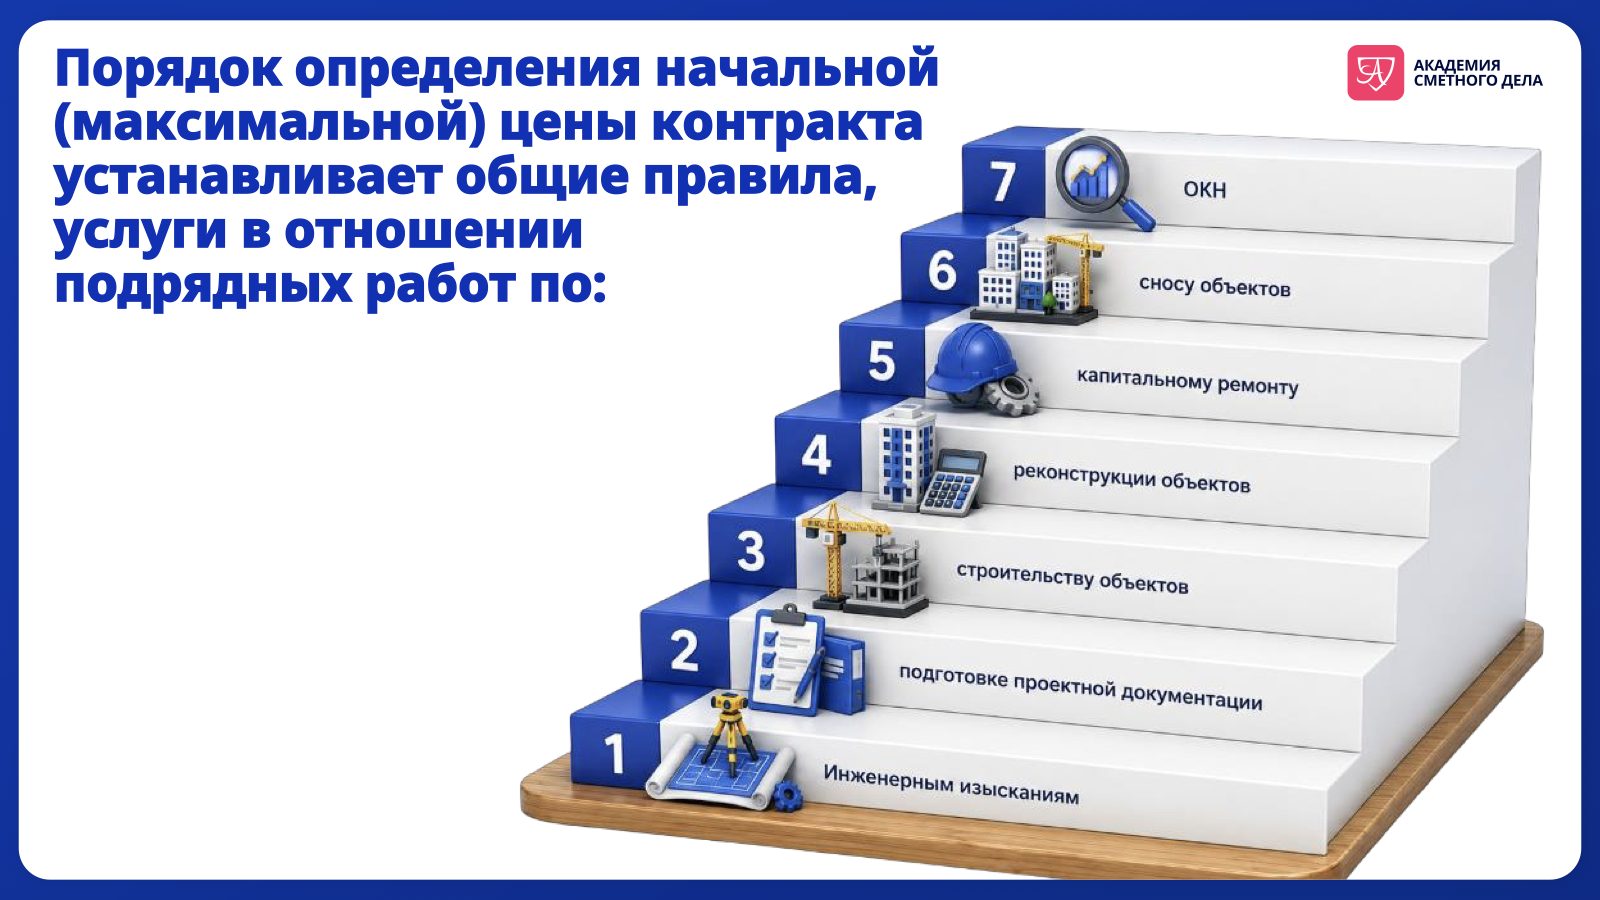 Порядок определения начальной
(максимальной) цены контракта
устанавливает общие правила,
услуги в отношении
подрядных работ по:
АКАДЕМИЯ
СМЕТНОГО ДЕЛА
7
ОКН
6
сносу объектов
5
капитальному ремонту
4
реконструкции объектов
3
строительству объектов
2
подготовке проектной документации
1
Инженерным изысканиям